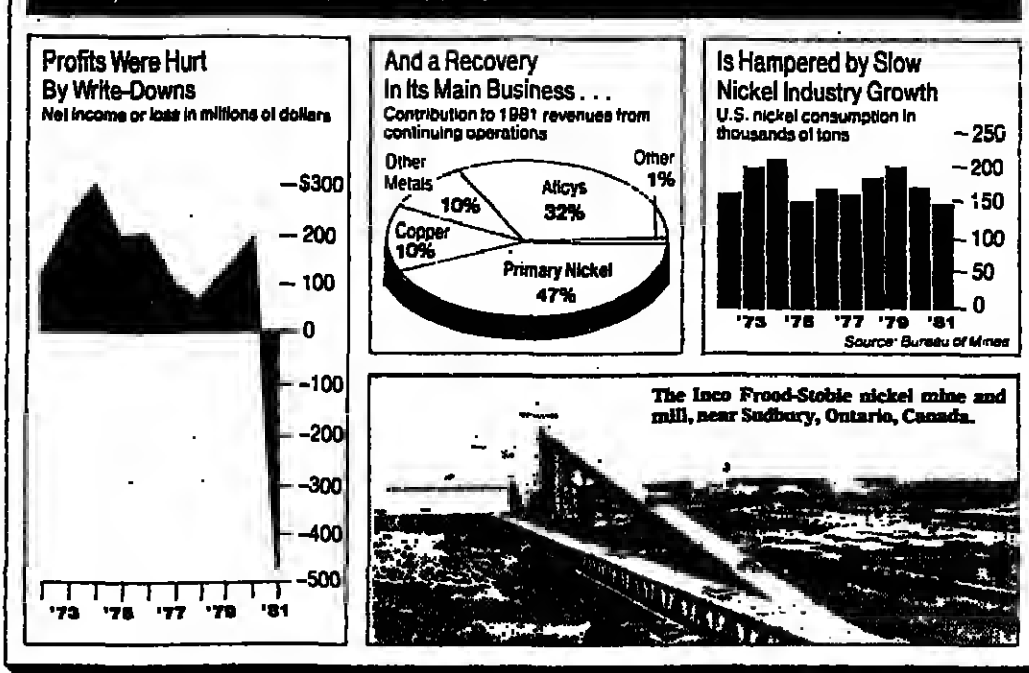 Profits Were Hurt
By Write-Downs
Net income or loss in millions of dollars
$300
200
100
0
-100
-200
-300
-400
-500
'73 '75 '77 '79 '81
And a Recovery
In Its Main Business . . .
Contribution to 1981 revenues from
continuing operations
Other
Metals
10%
Alloys
32%
Other
1%
Copper
10%
Primary Nickel
47%
Is Hampered by Slow
Nickel Industry Growth
U.S. nickel consumption in
thousands of tons
250
200
150
100
50
0
'73 '75 '77 '79 '81
Source: Bureau of Mines
The Inco Frood-Stobie nickel mine and
mill, near Sudbury, Ontario, Canada.